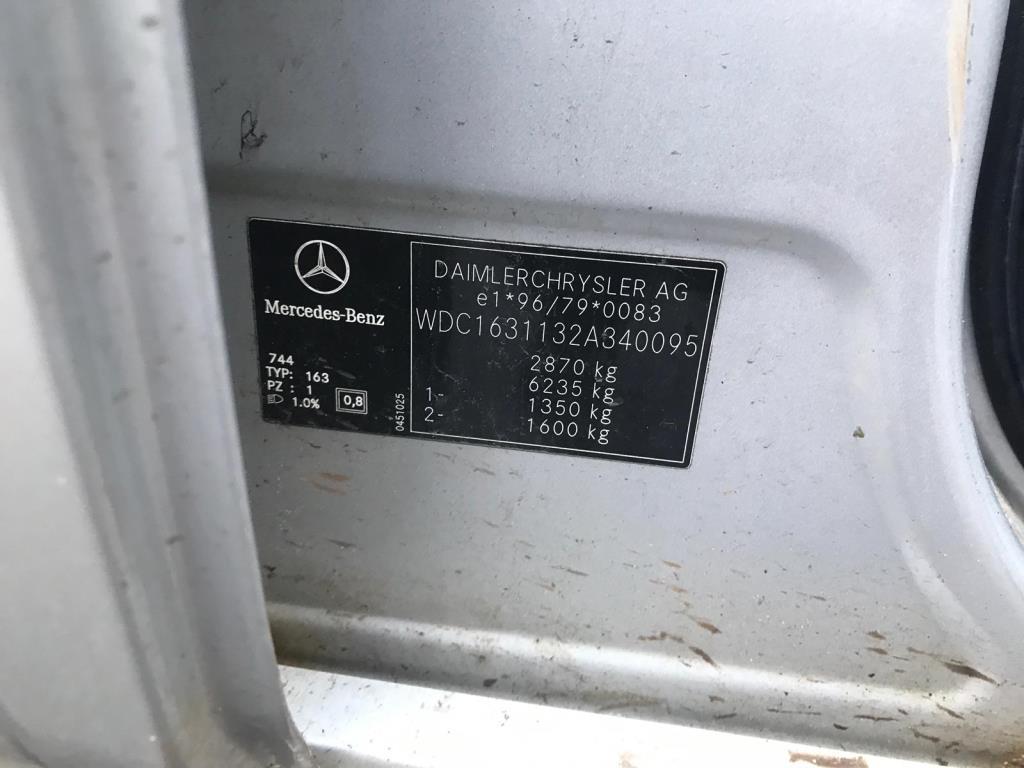 Mercedes-Benz
744
TYP: 163
PZ : 1
1.0%
0,8
0451025
DAIMLERCHRYSLER AG
e1*96/79*0083
WDC1631132A340095
2870 kg
6235 kg
1- 1350 kg
2- 1600 kg